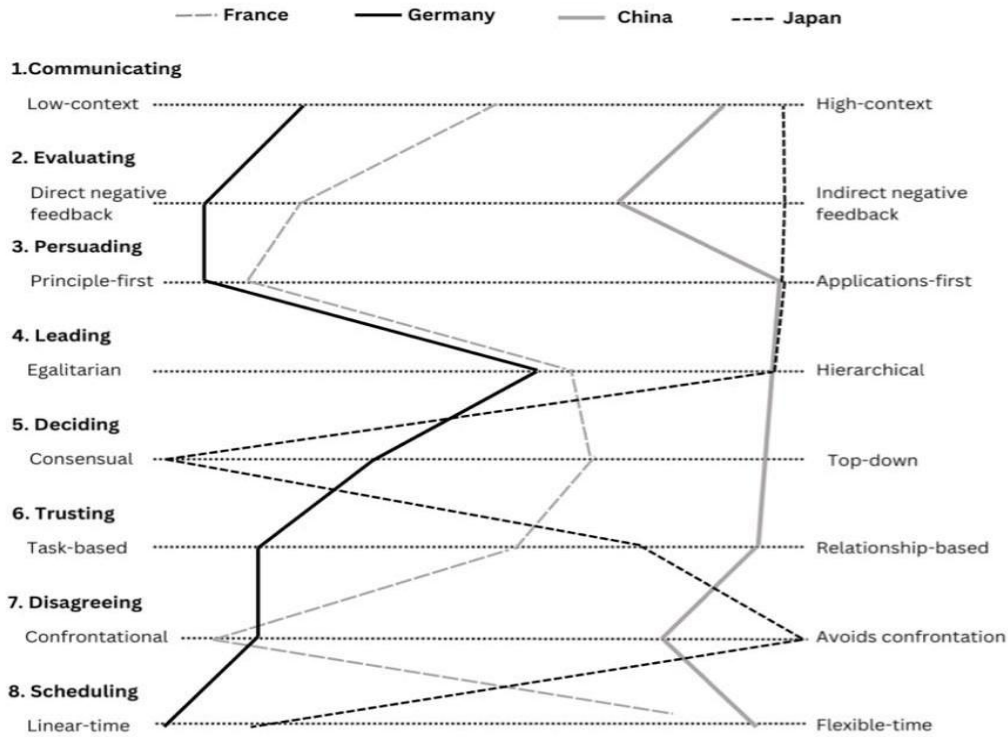 France Germany China Japan
1.Communicating
Low-context High-context
2. Evaluating
Direct negative feedback Indirect negative feedback
3. Persuading
Principle-first Applications-first
4. Leading
Egalitarian Hierarchical
5. Deciding
Consensual Top-down
6. Trusting
Task-based Relationship-based
7. Disagreeing
Confrontational Avoids confrontation
8. Scheduling
Linear-time Flexible-time